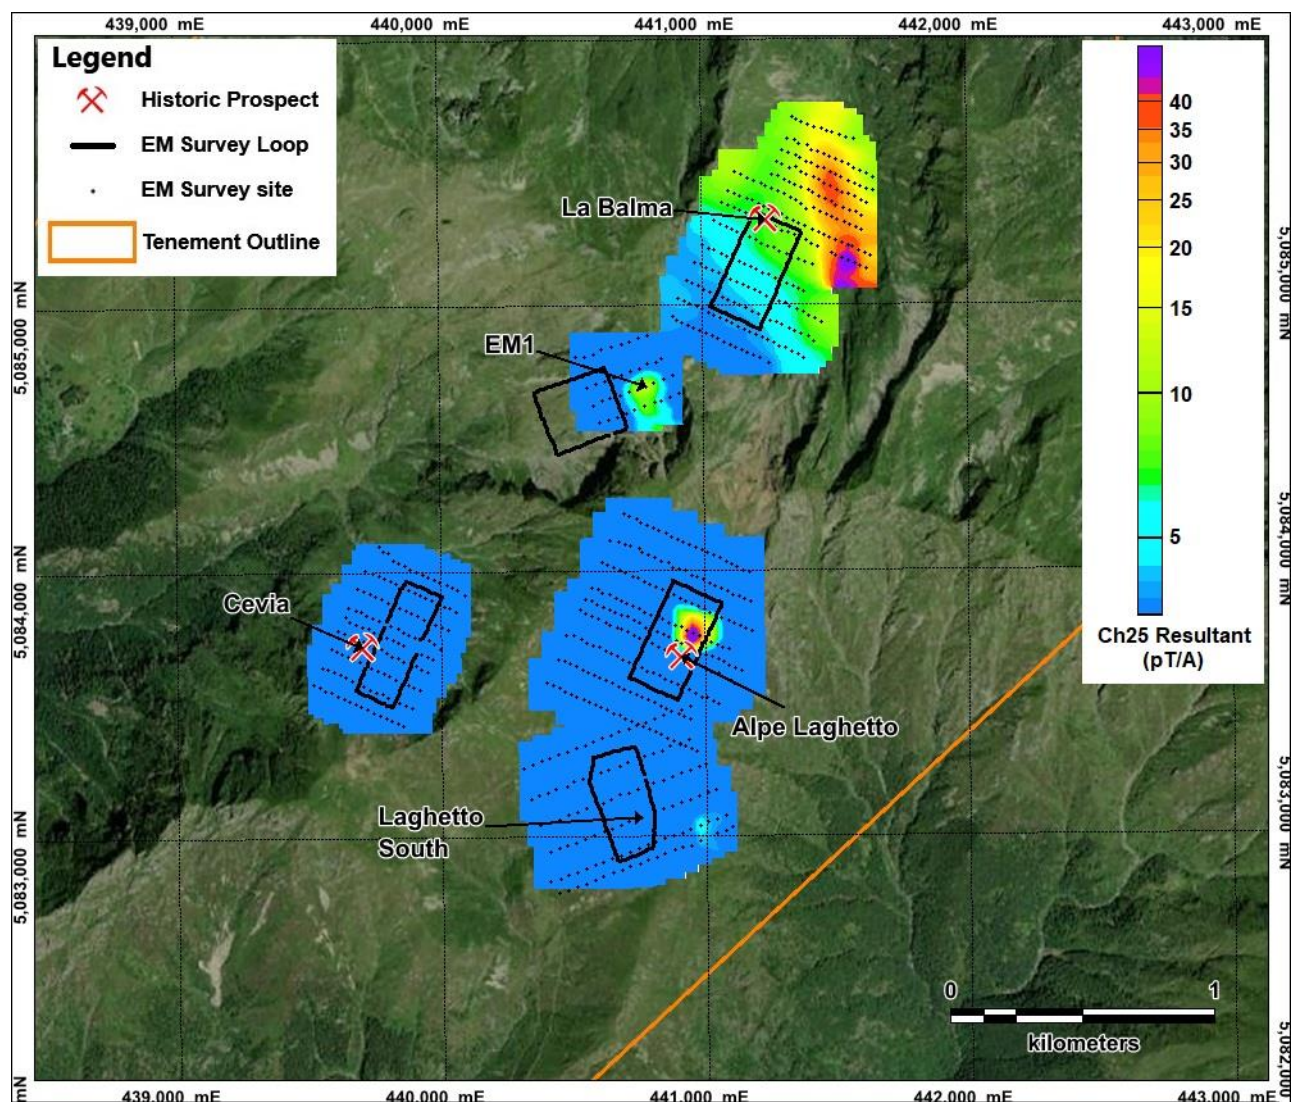 439,000 mE
440,000 mE
441,000 mE
442,000 mE
443,000 mE
Legend
Historic Prospect
EM Survey Loop
EM Survey site
Tenement Outline
40
35
30
25
20
15
10
5
Ch25 Resultant
(pT/A)
La Balma
EM1
Cevia
Alpe Laghetto
Laghetto
South
0 1
kilometers
5,085,000 mN
5,084,000 mN
5,083,000 mN
mN
5,085,000 mN
5,084,000 mN
5,083,000 mN
5,082,000 mN
439,000 mE
440,000 mE
441,000 mE
442,000 mE
443,000 mE